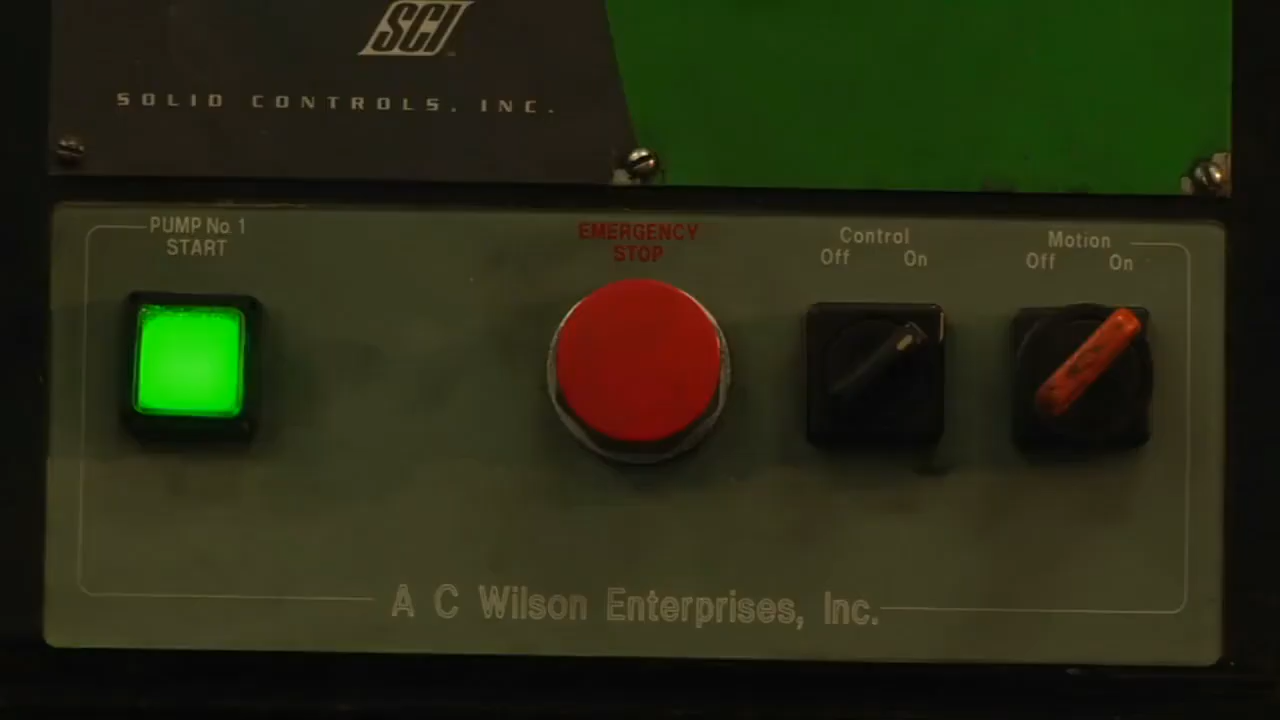 SCI
SOLID CONTROLS, INC.
PUMP No. 1
START
EMERGENCY
STOP
Control
Off On
Motion
Off On
A C Wilson Enterprises, Inc.